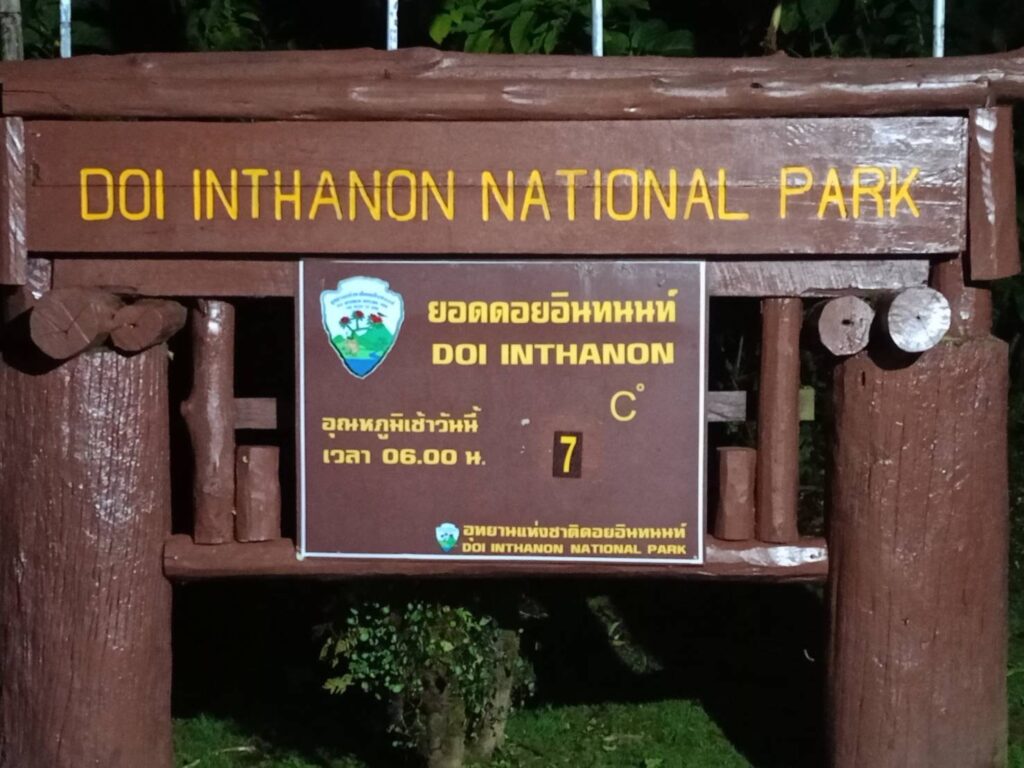 DOI INTHANON NATIONAL PARK
ยอดดอยอินทนนท์
DOI INTHANON
C°
อุณหภูมิเช้าวันนี้
เวลา 06.00 น.
7
อุทยานแห่งชาติดอยอินทนนท์
DOI INTHANON NATIONAL PARK